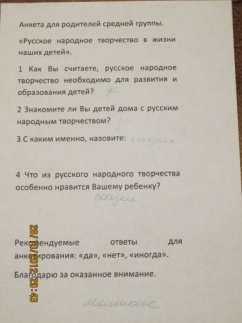 Анкета для родителей средней группы.
«Русское народное творчество в жизни
наших детей».
1 Как Вы считаете, русское народное
творчество необходимо для развития и
образования детей? да
2 Знакомите ли Вы детей дома с русским
народным творчеством?
3 С каким именно, назовите: сказки
4 Что из русского народного творчества
особенно нравится Вашему ребенку?
сказки
Рекомендуемые ответы для
анкетирования: «да», «нет», «иногда».
Благодарю за оказанное внимание.